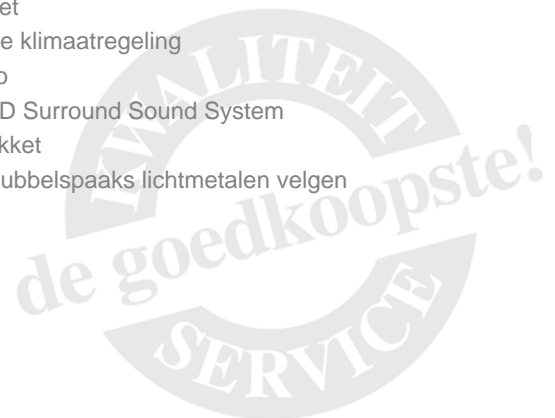 et
e klimaatregeling
o
D Surround Sound System
kket
ubbelspaaks lichtmetalen velgen
KWALITEIT
de goedkoopste!
SERVICE